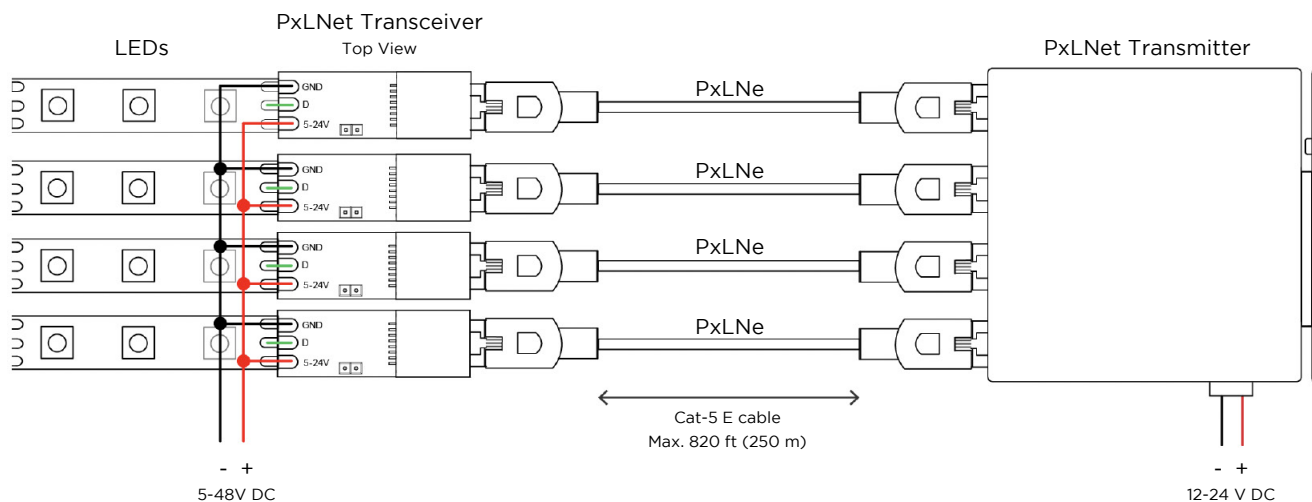 PxLNet Transceiver
LEDs
Top View
PxLNet Transmitter
GND
D
5-24V
PxLNe
GND
D
5-24V
PxLNe
GND
D
5-24V
PxLNe
GND
D
5-24V
PxLNe
Cat-5 E cable
Max. 820 ft (250 m)
- +
5-48V DC
- +
12-24 V DC